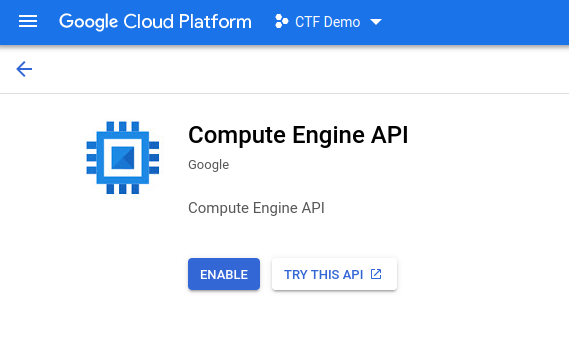 Google Cloud Platform CTF Demo
Compute Engine API
Google
Compute Engine API
ENABLE TRY THIS API